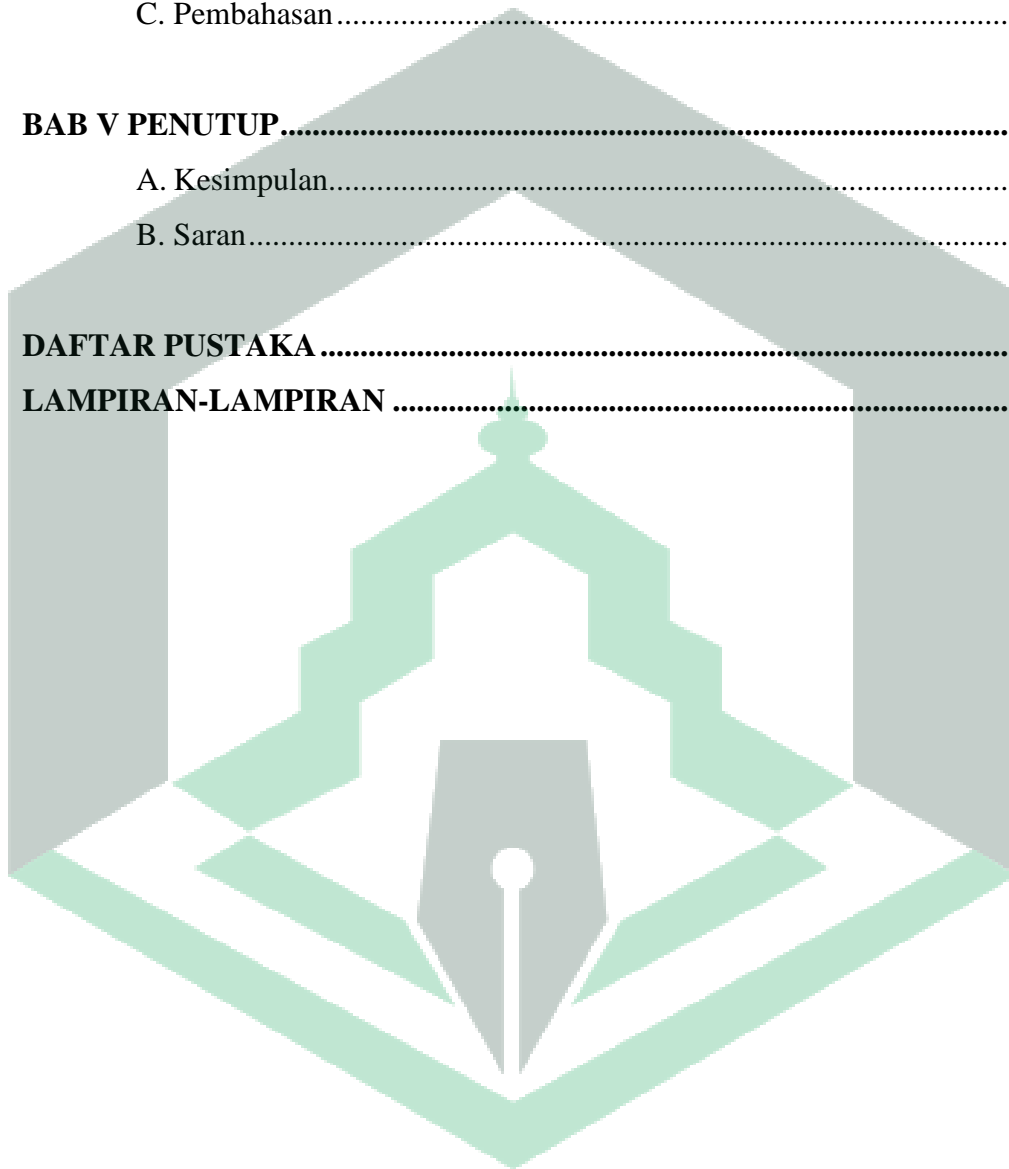 C. Pembahasan.....................................................................................
BAB V PENUTUP............................................................................................
A. Kesimpulan......................................................................................
B. Saran................................................................................................
DAFTAR PUSTAKA.......................................................................................
LAMPIRAN-LAMPIRAN..............................................................................